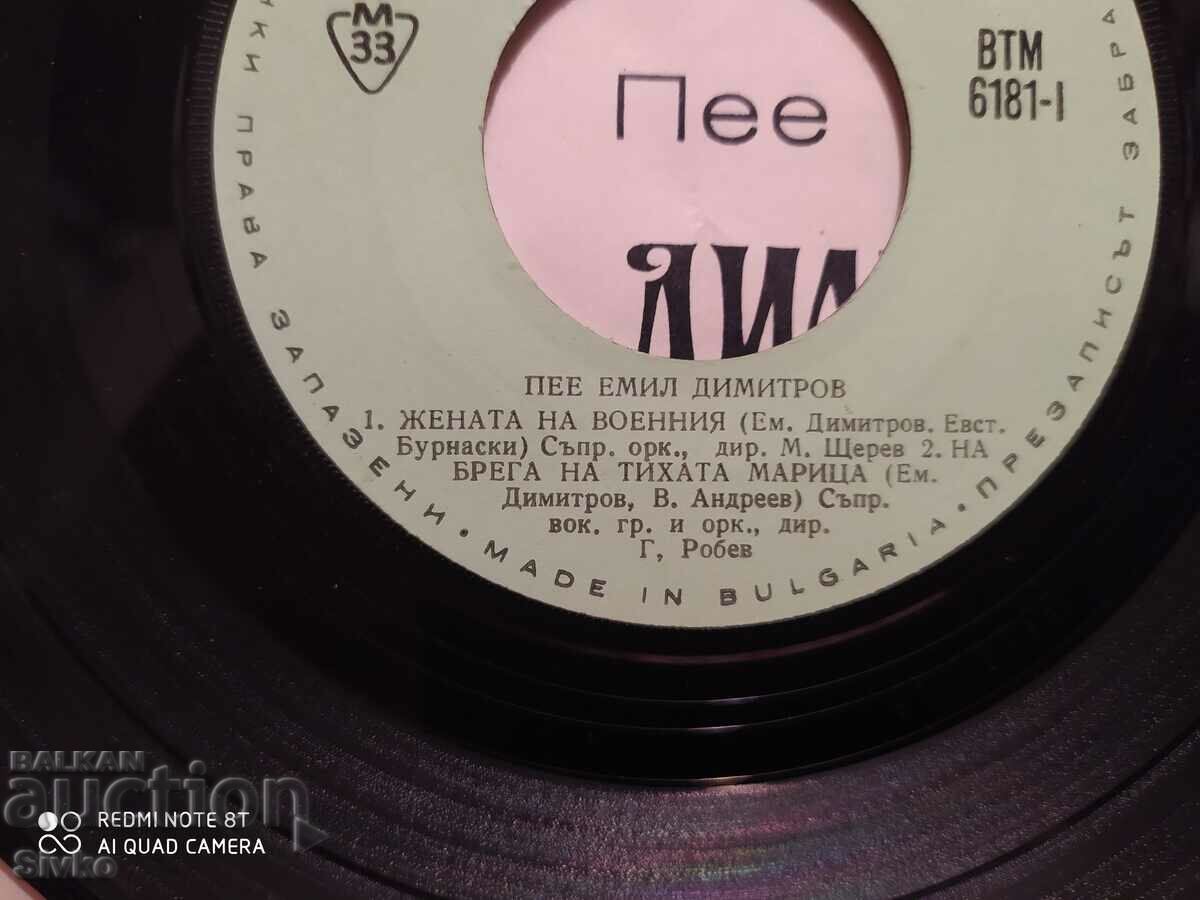 М
33
ВТМ
6181-I
Пее
ПЕЕ ЕМИЛ ДИМИТРОВ
1. ЖЕНАТА НА ВОЕННИЯ (Ем. Димитров, Евст.
Бурнаски) Съпр. орк., дир. М. Щерев 2. НА
БРЕГА НА ТИХАТА МАРИЦА (Ем.
Димитров, В. Андреев) Съпр.
вок. гр. и орк., дир.
Г, Робев
ПРАВА ЗАПАЗЕНИ • MADE IN BULGARIA • ПРЕЗАПИСЪТ
BALKAN
auction
REDMI NOTE 8T
AI QUAD CAMERA
Sivko